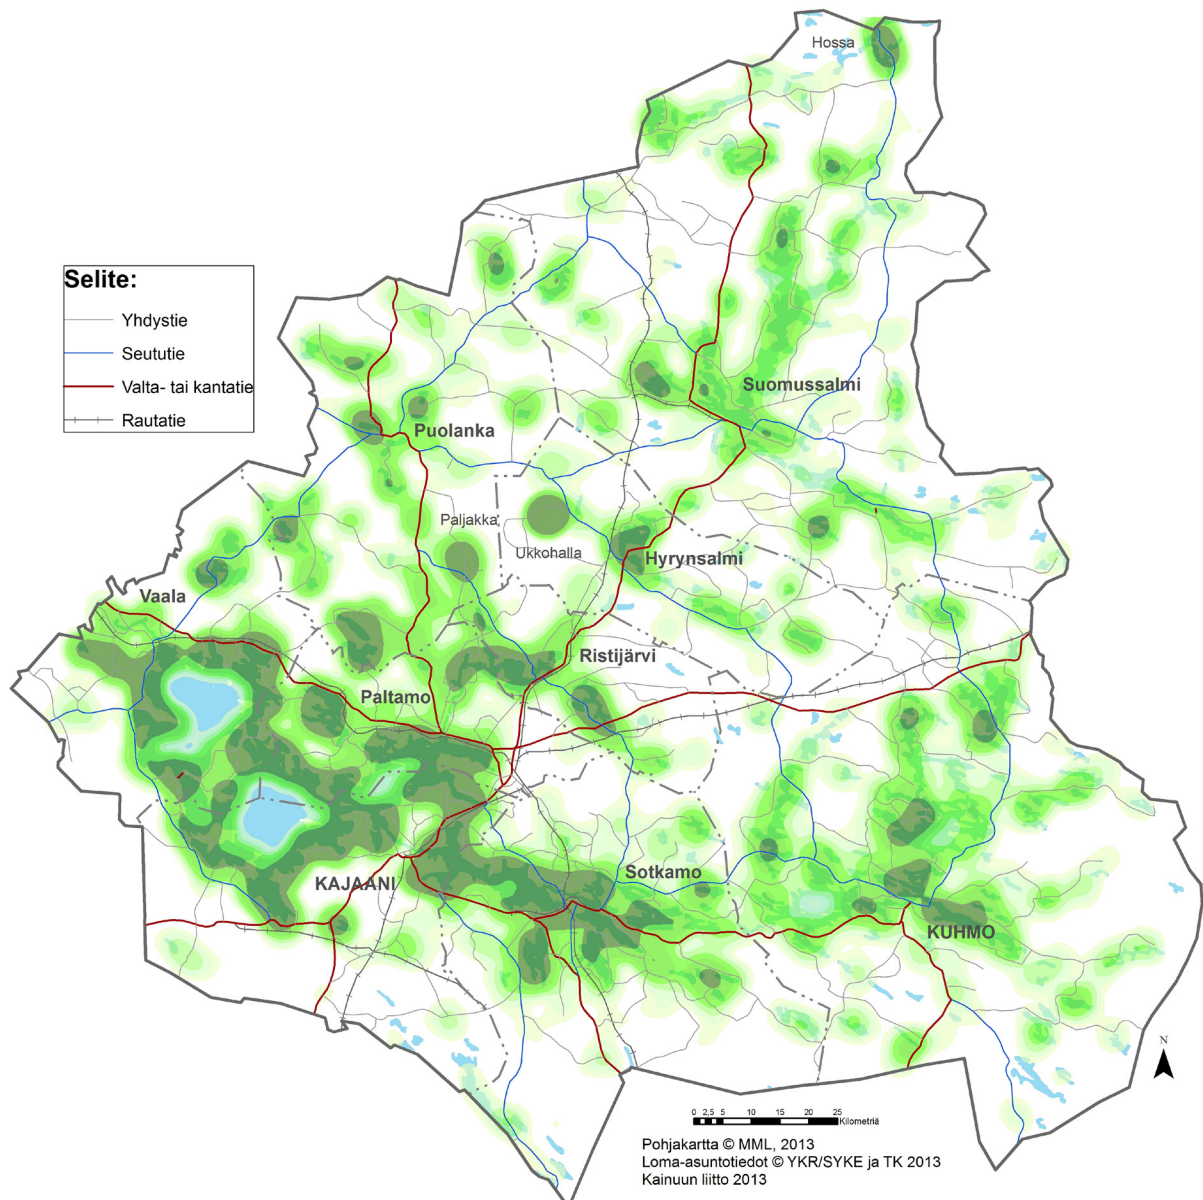 Hossa
Selite:
Yhdystie
Seututie
Valta- tai kantatie
Rautatie
Suomussalmi
Puolanka
Paljakka
Ukkohalla
Hyrynsalmi
Vaala
Ristijärvi
Paltamo
Sotkamo
KAJAANI
KUHMO
N
0 2,5 5 10 15 20 25
Kilometriä
Pohjakartta © MML, 2013
Loma-asuntotiedot © YKR/SYKE ja TK 2013
Kainuun liitto 2013